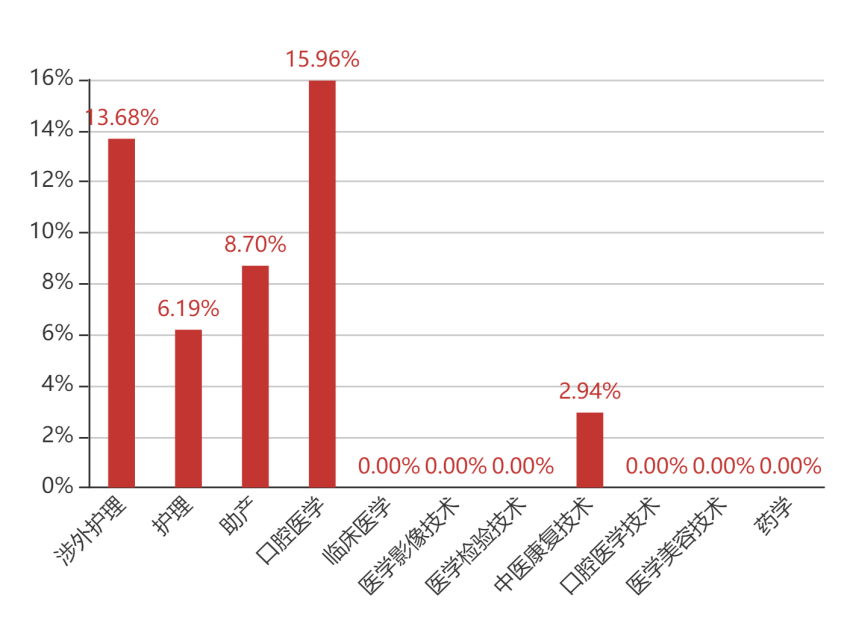 15.96%
16%
13.68%
14%
12%
10%
8.70%
8%
6.19%
6%
4%
2.94%
2%
0.00% 0.00% 0.00% 0.00% 0.00% 0.00%
0%
涉外护理
护理
助产
口腔医学
临床医学
医学影像技术
医学检验技术
中医康复技术
口腔医学技术
医学美容技术
药学